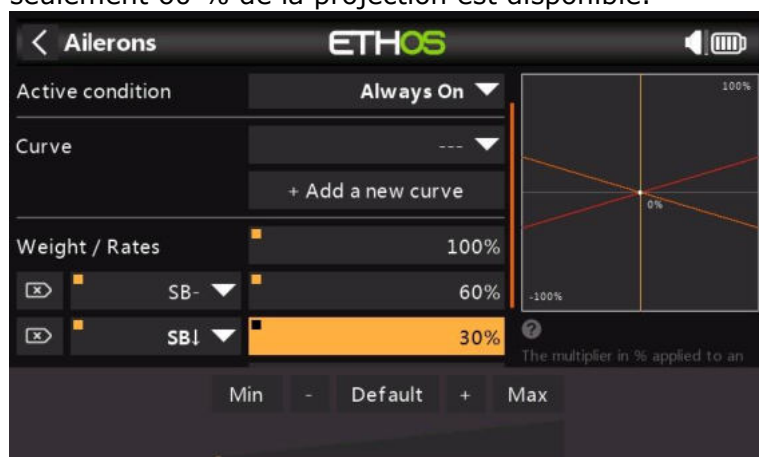 seulement 60 % de la projection est disponible.
Ailerons
ETHOS
Active condition
Always On
Curve
---
+ Add a new curve
Weight / Rates
100%
SB-
60%
SB↓
30%
100%
0%
-100%
The multiplier in % applied to an
Min - Default + Max